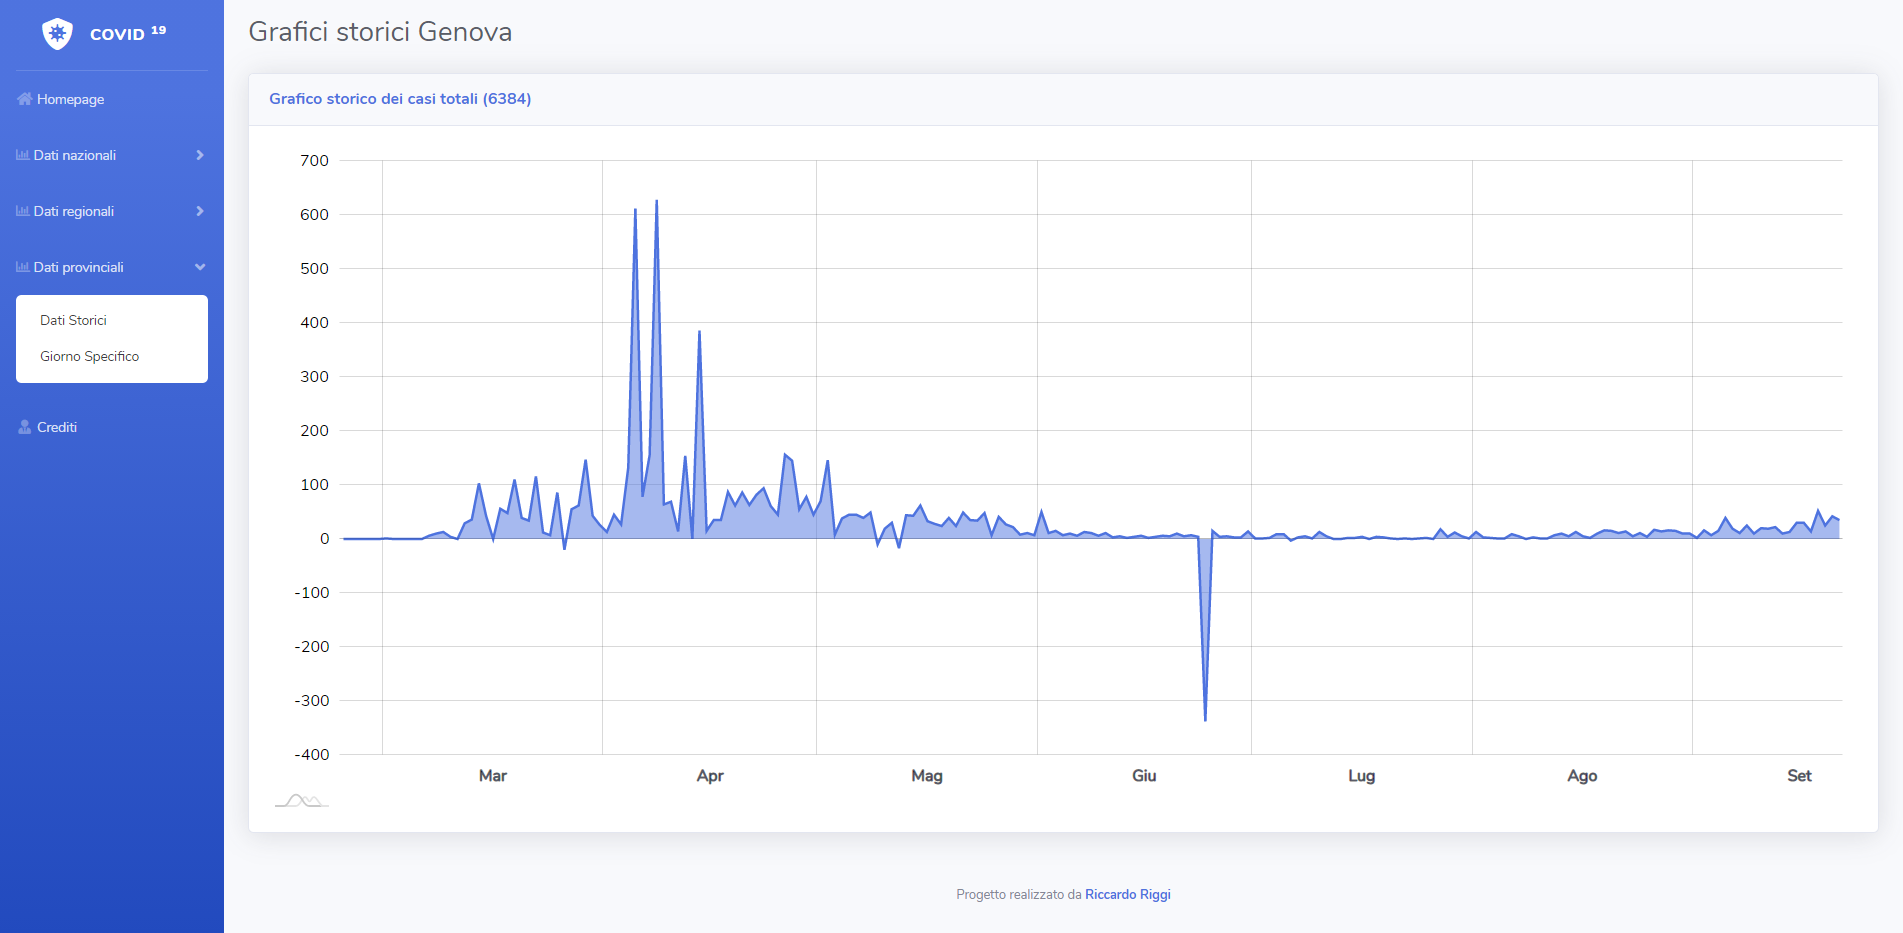 COVID 19
Homepage
Dati nazionali
Dati regionali
Dati provinciali
Dati Storici
Giorno Specifico
Crediti
Grafici storici Genova
Grafico storico dei casi totali (6384)
700
600
500
400
300
200
100
0
-100
-200
-300
-400
Mar Apr Mag Giu Lug Ago Set
Progetto realizzato da Riccardo Riggi